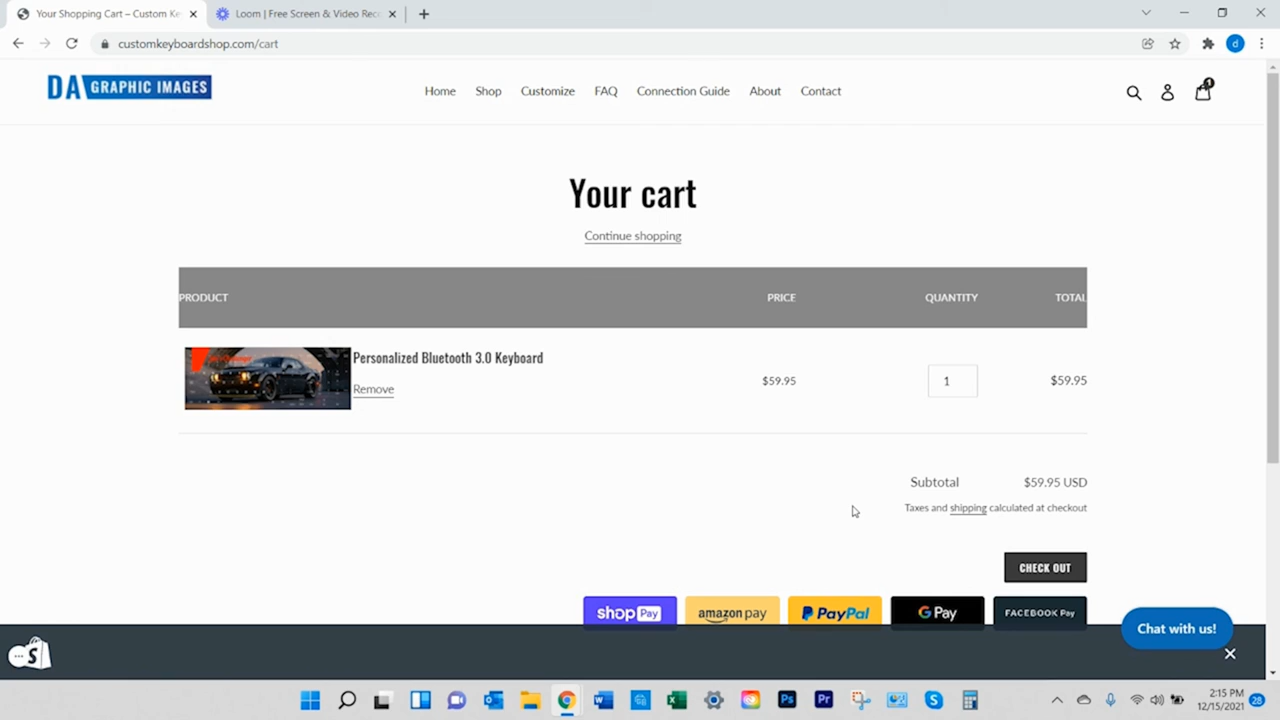 Your Shopping Cart – Custom Ke
Loom | Free Screen & Video Rec
customkeyboardshop.com/cart
d
DA GRAPHIC IMAGES
Home
Shop
Customize
FAQ
Connection Guide
About
Contact
1
Your cart
Continue shopping
PRODUCT
PRICE
QUANTITY
TOTAL
Personalized Bluetooth 3.0 Keyboard
Remove
$59.95
1
$59.95
Subtotal
$59.95 USD
Taxes and shipping calculated at checkout
CHECK OUT
shop Pay
amazon pay
PayPal
G Pay
FACEBOOK Pay
Chat with us!
2:15 PM
12/15/2021
28